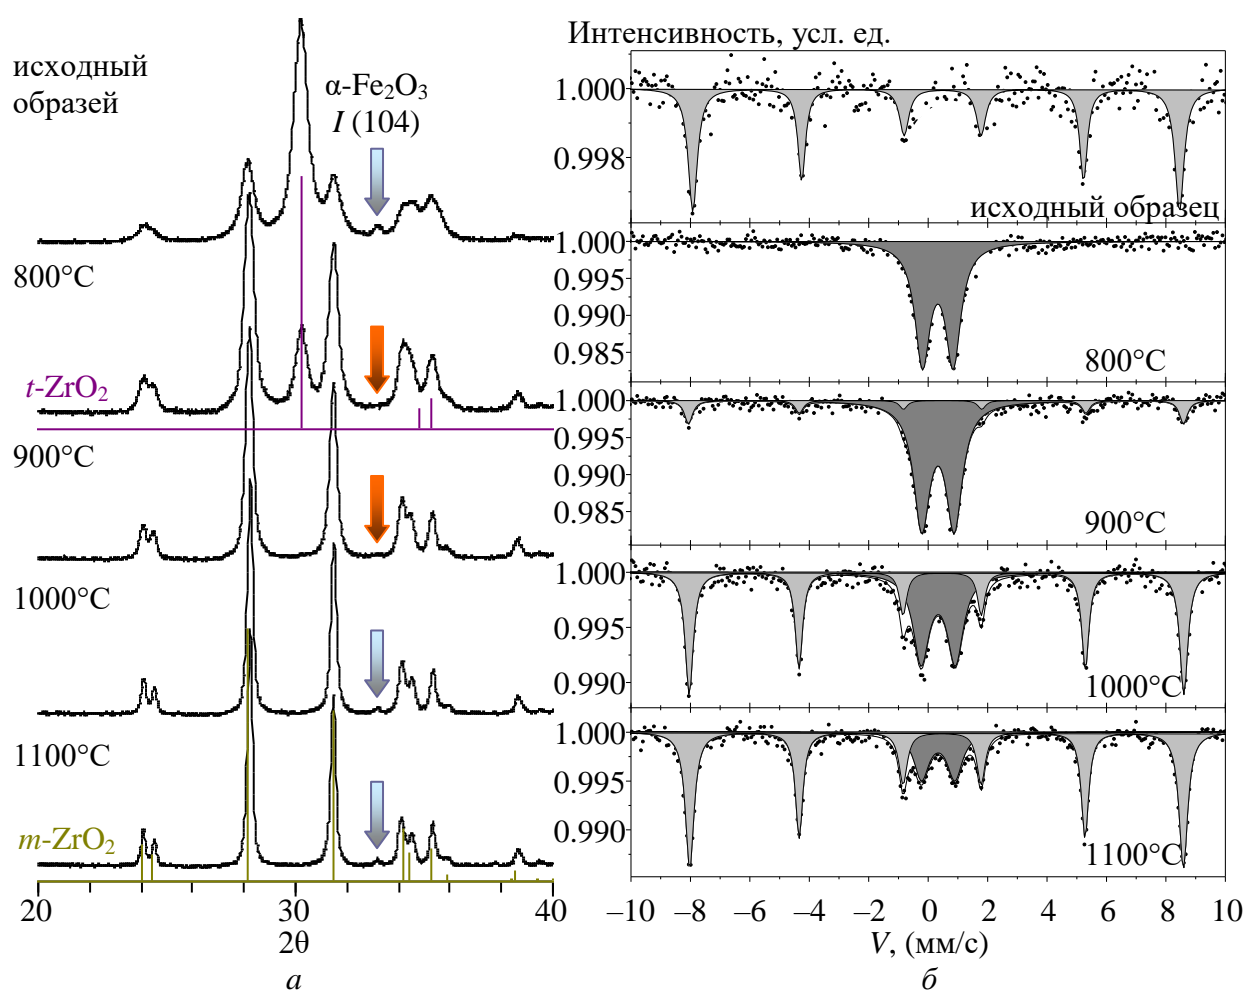 исходный
образей
α-Fe₂O₃
I (104)
800°C
t-ZrO₂
900°C
1000°C
1100°C
m-ZrO₂
20 30 40
2θ
а
Интенсивность, усл. ед.
1.000
0.998
исходный образец
1.000
0.995
0.990
0.985
800°C
1.000
0.995
0.990
0.985
900°C
1.000
0.995
0.990
1000°C
1.000
0.995
0.990
1100°C
–10 –8 –6 –4 –2 0 2 4 6 8 10
V, (мм/с)
б